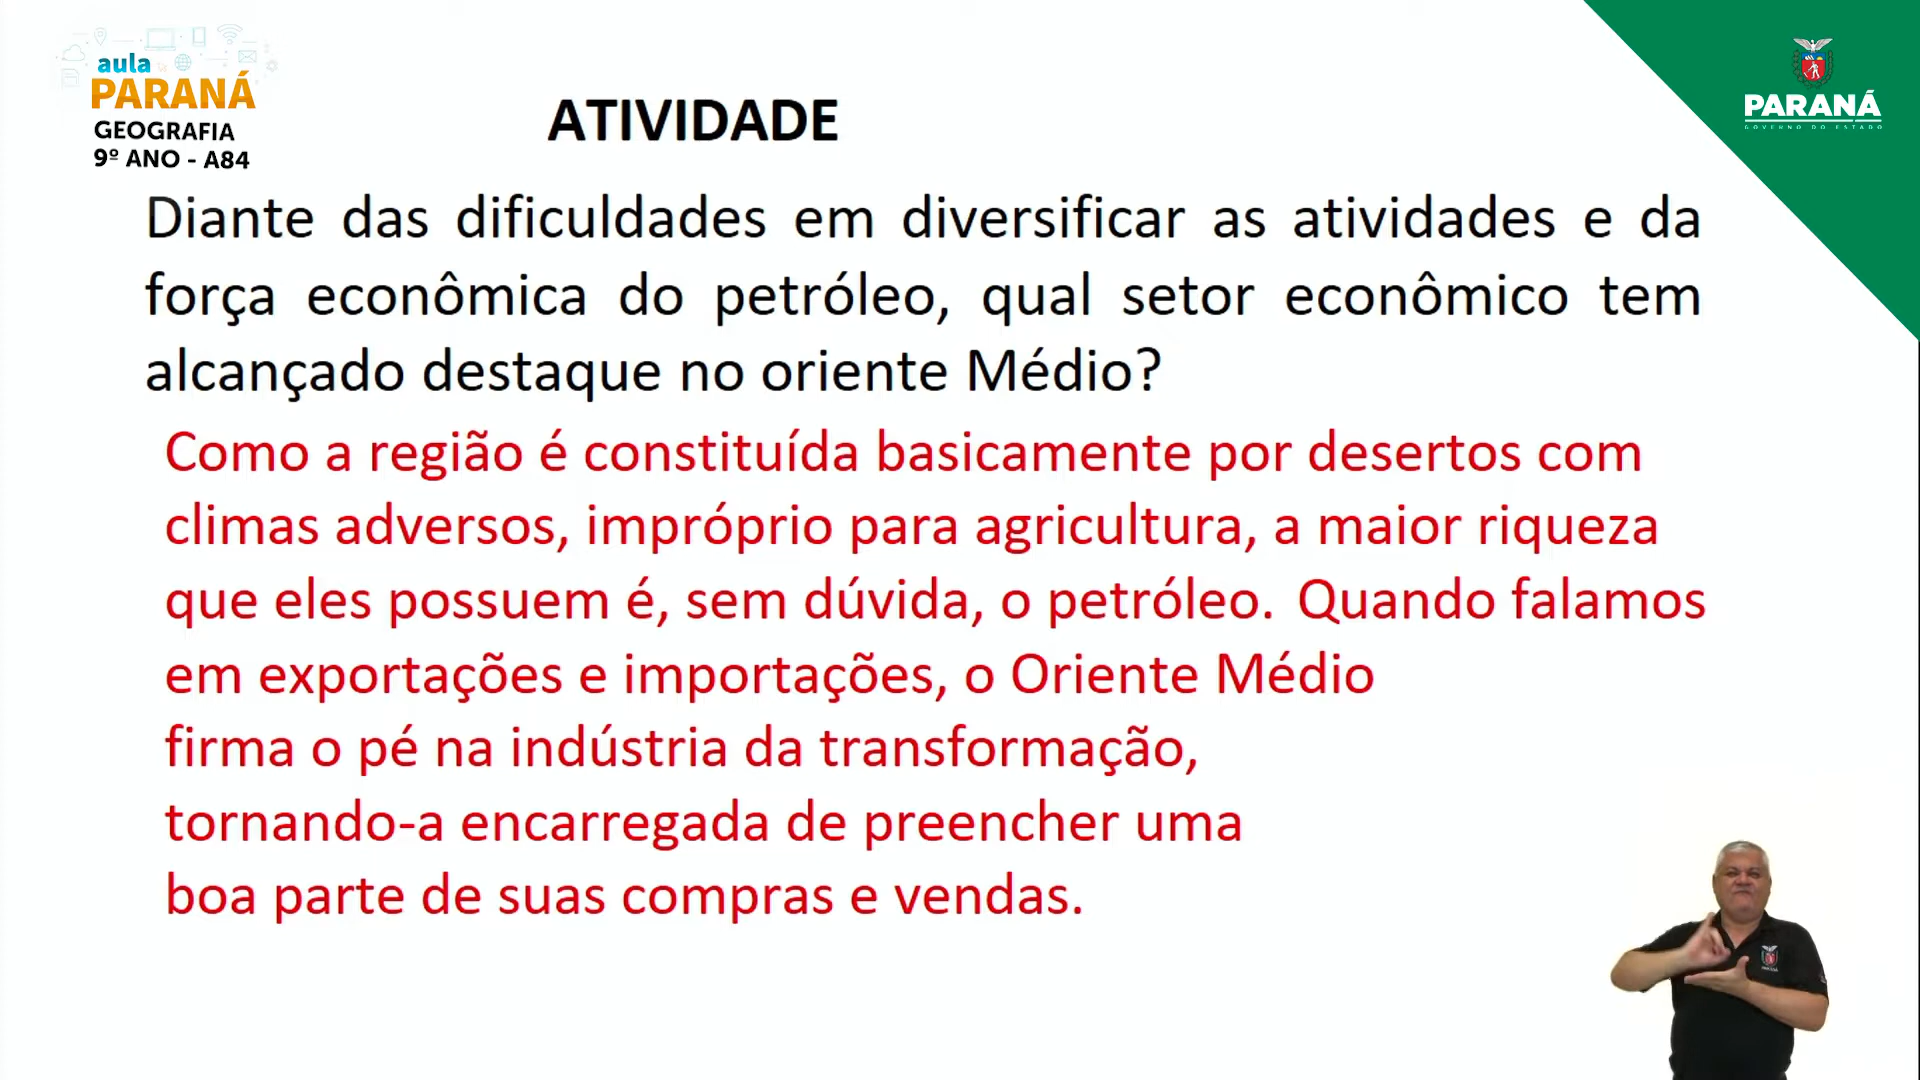 aula
PARANÁ
GEOGRAFIA
9º ANO - A84
PARANÁ
GOVERNO DO ESTADO
ATIVIDADE
Diante das dificuldades em diversificar as atividades e da
força econômica do petróleo, qual setor econômico tem
alcançado destaque no oriente Médio?
Como a região é constituída basicamente por desertos com
climas adversos, impróprio para agricultura, a maior riqueza
que eles possuem é, sem dúvida, o petróleo. Quando falamos
em exportações e importações, o Oriente Médio
firma o pé na indústria da transformação,
tornando-a encarregada de preencher uma
boa parte de suas compras e vendas.